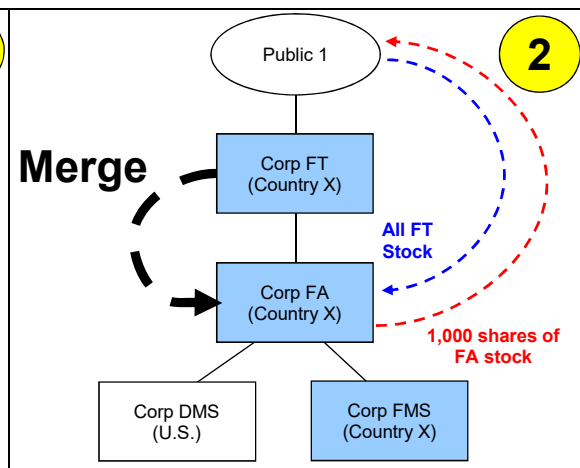 Public 1
2
Merge
Corp FT
(Country X)
All FT
Stock
Corp FA
(Country X)
1,000 shares of
FA stock
Corp DMS
(U.S.)
Corp FMS
(Country X)